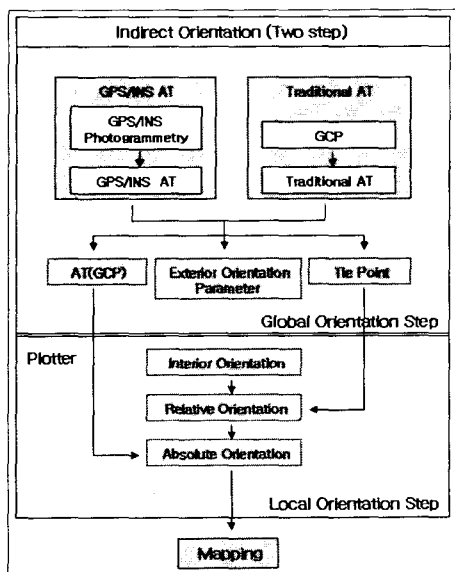 Indirect Orientation (Two step)
GPS/INS AT
Traditional AT
GPS/INS
Photogrammetry
GCP
GPS/INS AT
Traditional AT
AT(GCP)
Exterior Orientation
Parameter
Tie Point
Global Orientation Step
Plotter
Interior Orientation
Relative Orientation
Absolute Orientation
Local Orientation Step
Mapping